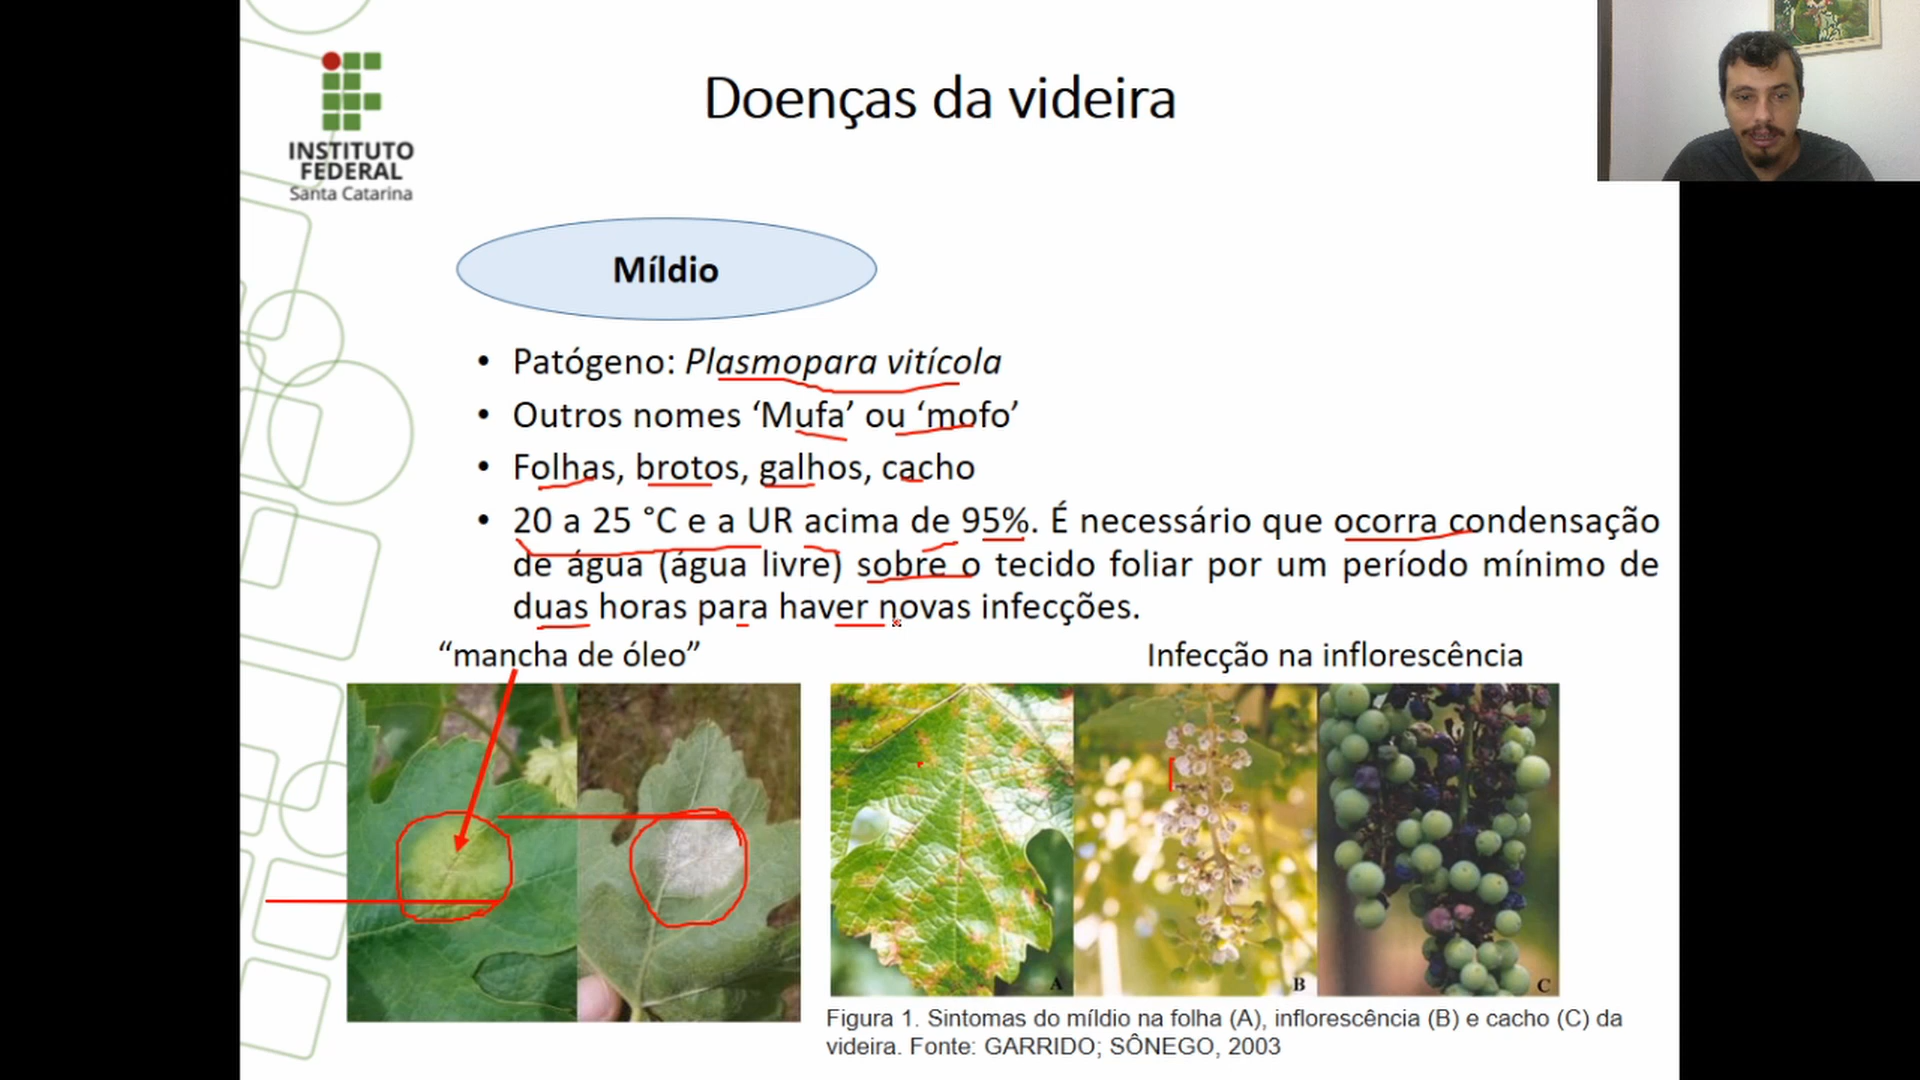 INSTITUTO
FEDERAL
Santa Catarina
Doenças da videira
Míldio
• Patógeno: Plasmopara vitícola
• Outros nomes ‘Mufa’ ou ‘mofo’
• Folhas, brotos, galhos, cacho
• 20 a 25 °C e a UR acima de 95%. É necessário que ocorra condensação
de água (água livre) sobre o tecido foliar por um período mínimo de
duas horas para haver novas infecções.
“mancha de óleo”
Infecção na inflorescência
A
B
C
Figura 1. Sintomas do míldio na folha (A), inflorescência (B) e cacho (C) da
videira. Fonte: GARRIDO; SÔNEGO, 2003